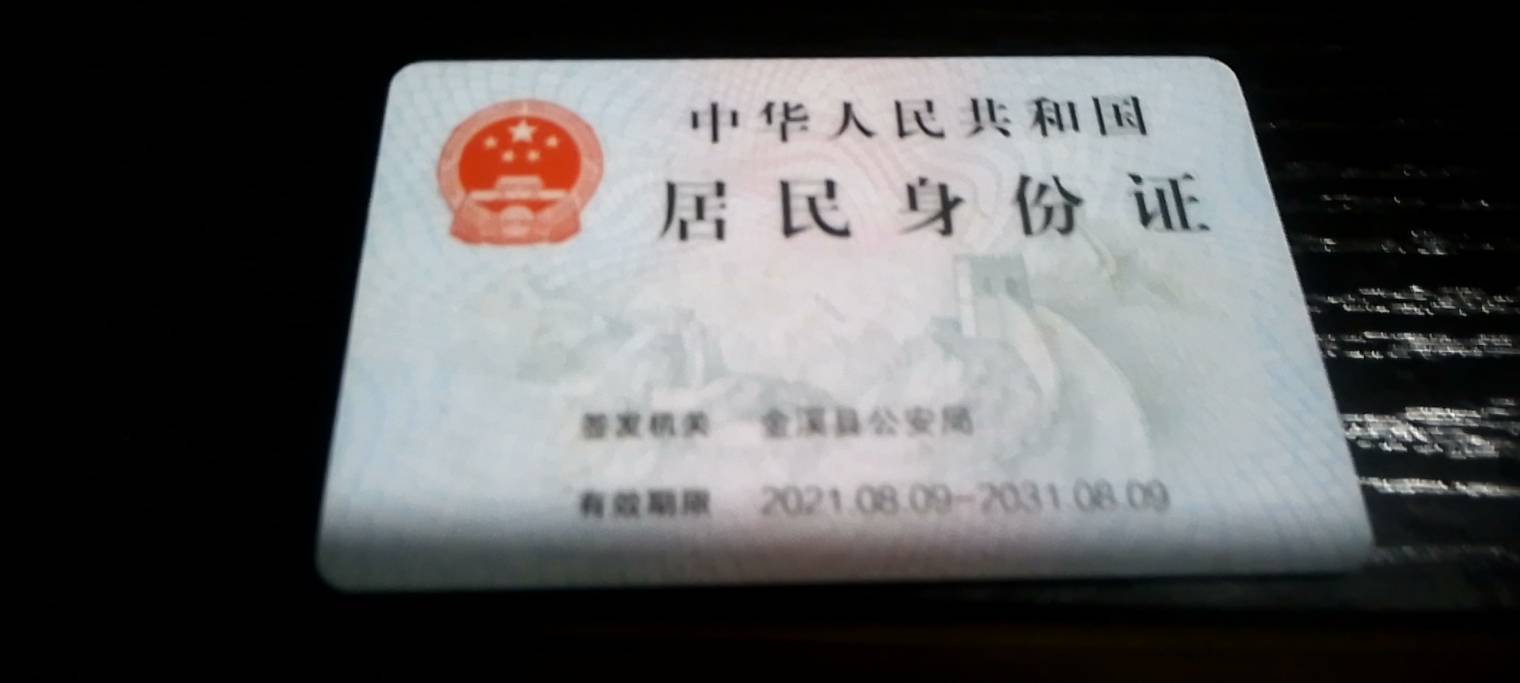 中华人民共和国
居民身份证
签发机关 金溪县公安局
有效期限 2021.08.09-2031.08.09